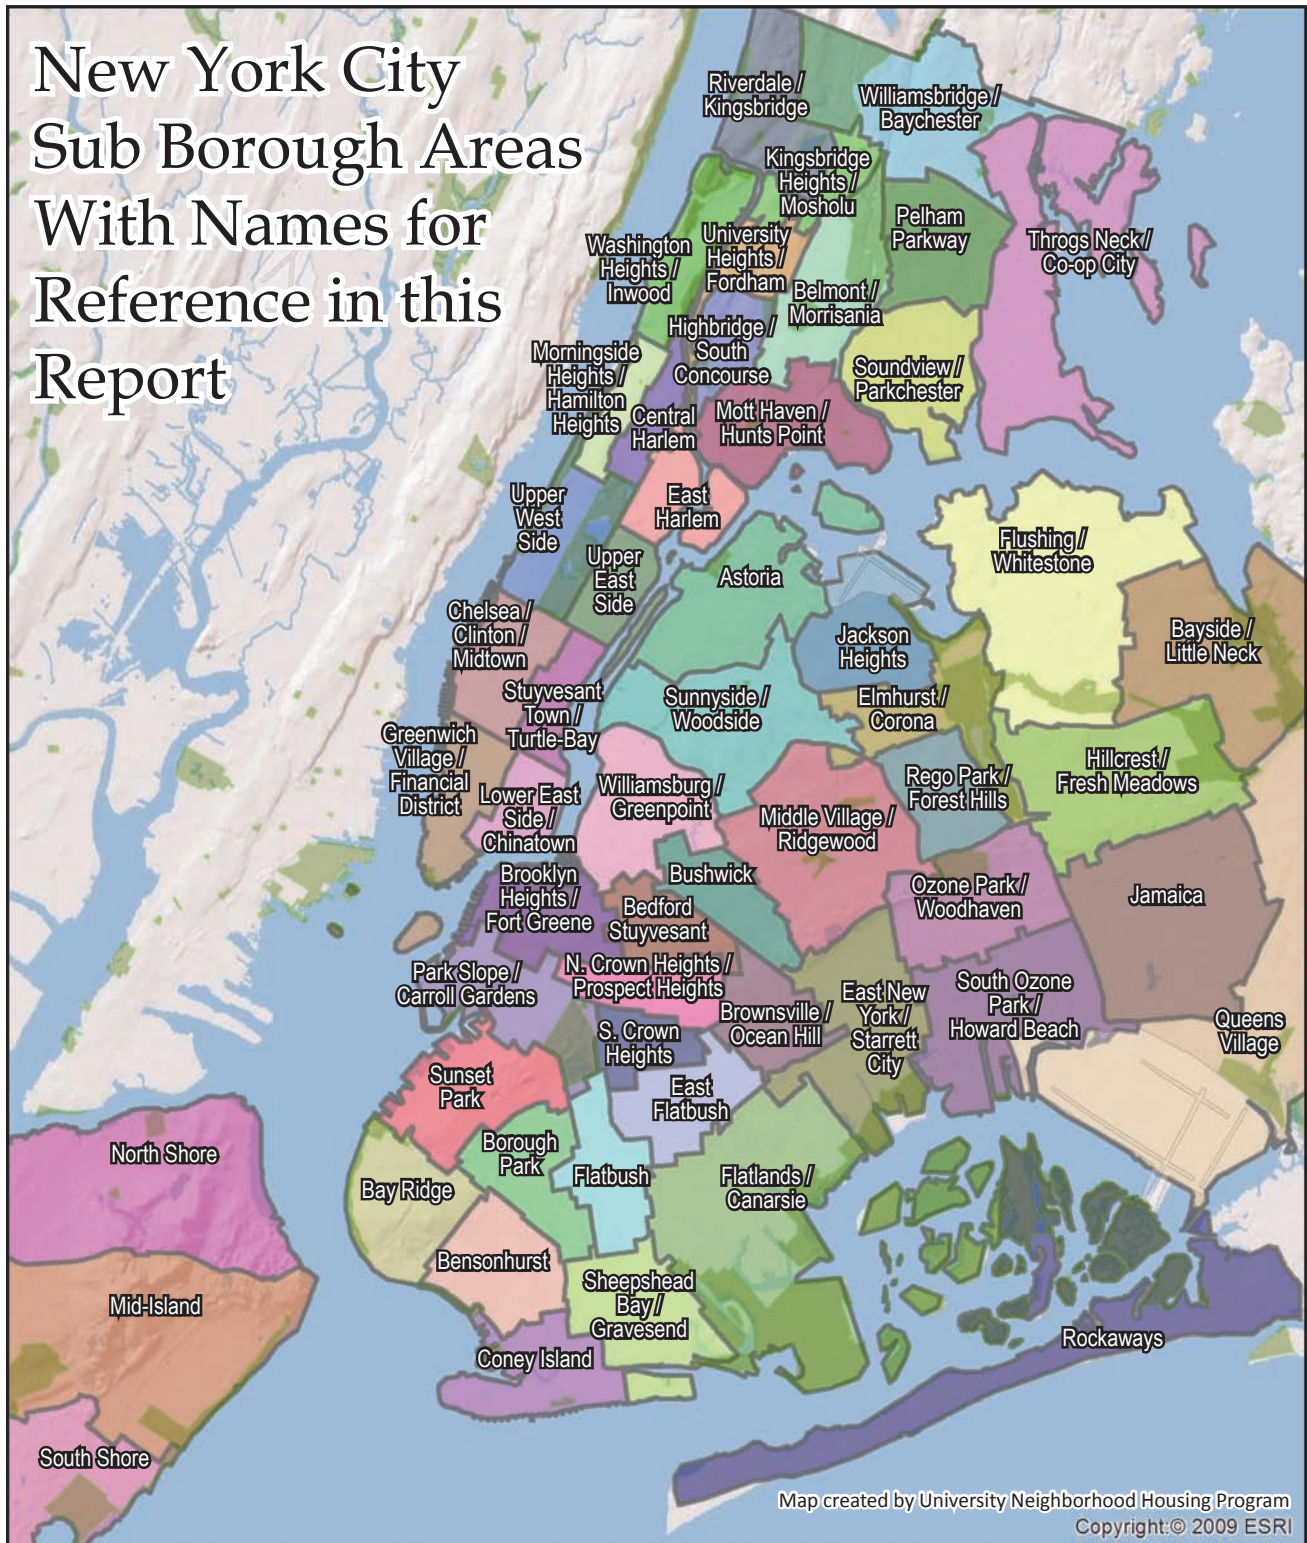 New York City
Sub Borough Areas
With Names for
Reference in this
Report
Riverdale /
Kingsbridge
Williamsbridge /
Baychester
Kingsbridge
Heights /
Mosholu
Pelham
Parkway
Throgs Neck /
Co-op City
Washington
Heights /
Inwood
University
Heights /
Fordham
Belmont /
Morrisania
Highbridge /
South
Concourse
Morningside
Heights /
Hamilton
Heights
Soundview /
Parkchester
Central
Harlem
Mott Haven /
Hunts Point
Upper
West
Side
East
Harlem
Flushing /
Whitestone
Upper
East
Side
Astoria
Chelsea /
Clinton /
Midtown
Jackson
Heights
Bayside /
Little Neck
Stuyvesant
Town /
Turtle-Bay
Sunnyside /
Woodside
Elmhurst /
Corona
Greenwich
Village /
Financial
District
Hillcrest /
Fresh Meadows
Lower East
Side /
Chinatown
Williamsburg /
Greenpoint
Rego Park /
Forest Hills
Middle Village /
Ridgewood
Brooklyn
Heights /
Fort Greene
Bushwick
Ozone Park /
Woodhaven
Jamaica
Bedford
Stuyvesant
Park Slope /
Carroll Gardens
N. Crown Heights /
Prospect Heights
Brownsville /
Ocean Hill
East New
York /
Starrett
City
South Ozone
Park /
Howard Beach
Queens
Village
S. Crown
Heights
Sunset
Park
East
Flatbush
North Shore
Borough
Park
Bay Ridge
Flatbush
Flatlands /
Canarsie
Bensonhurst
Mid-Island
Sheepshead
Bay /
Gravesend
Coney Island
Rockaways
South Shore
Map created by University Neighborhood Housing Program
Copyright:© 2009 ESRI